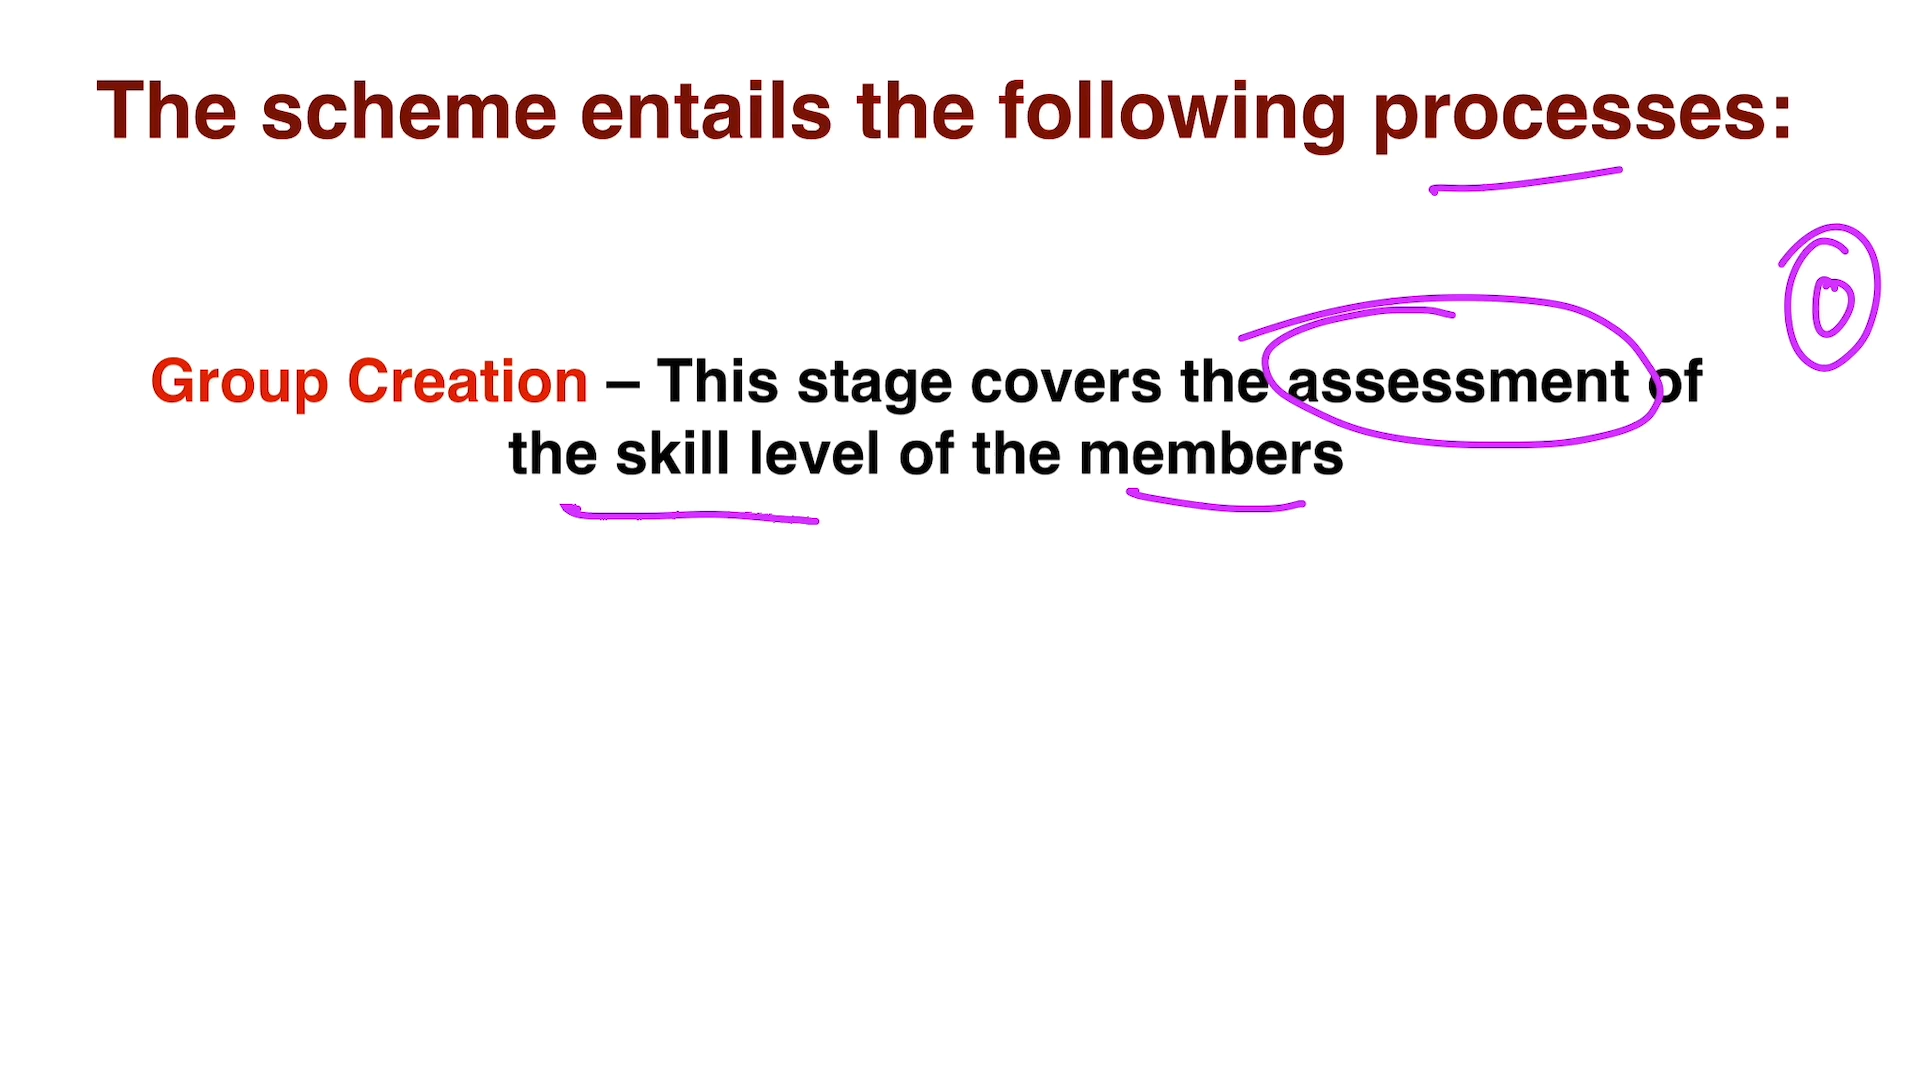 The scheme entails the following processes:
Group Creation – This stage covers the assessment of
the skill level of the members